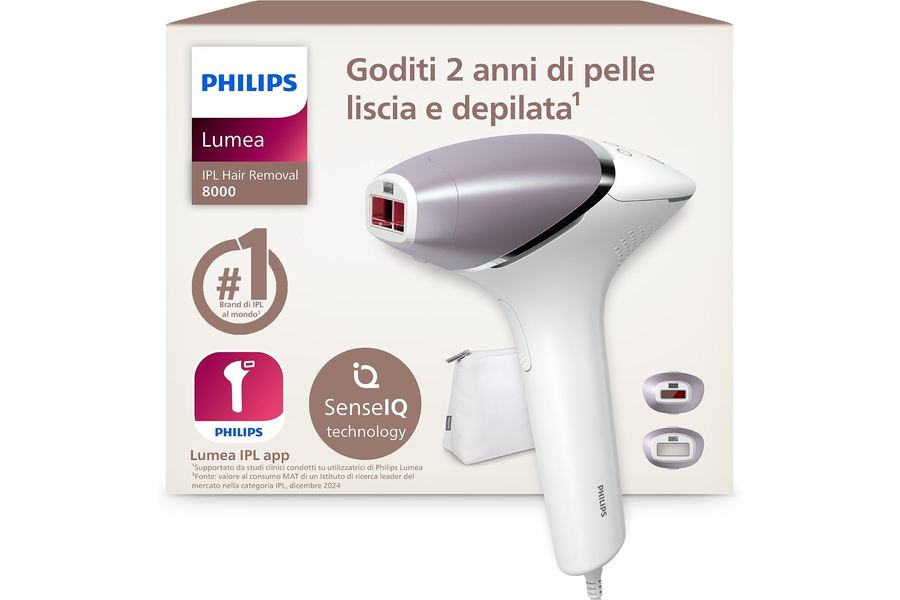 PHILIPS
Lumea
IPL Hair Removal
8000
Goditi 2 anni di pelle
liscia e depilata¹
#1
Brand di IPL
al mondo²
PHILIPS
Lumea IPL app
SenseIQ
technology
¹Supportato da studi clinici condotti su utilizzatrici di Philips Lumea
²Fonte: valore al consumo MAT di un istituto di ricerca leader del
mercato nella categoria IPL, dicembre 2024
PHILIPS